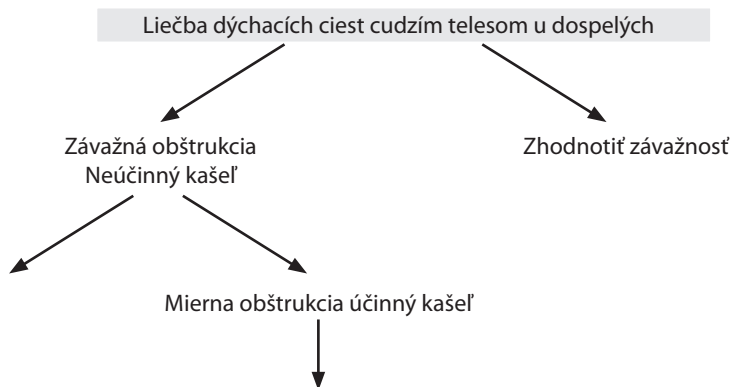 Liečba dýchacích ciest cudzím telesom u dospelých
Závažná obštrukcia
Neúčinný kašeľ
Zhodnotiť závažnosť
Mierna obštrukcia účinný kašeľ